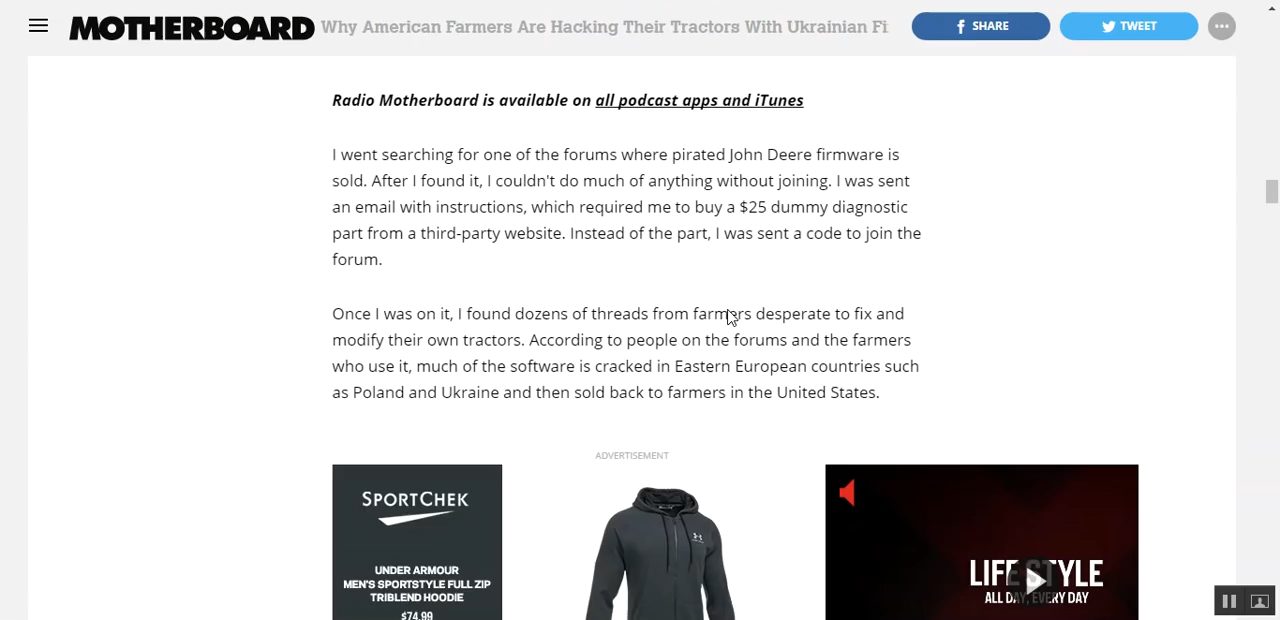 MOTHERBOARD Why American Farmers Are Hacking Their Tractors With Ukrainian Fi SHARE TWEET
Radio Motherboard is available on all podcast apps and iTunes
I went searching for one of the forums where pirated John Deere firmware is
sold. After I found it, I couldn't do much of anything without joining. I was sent
an email with instructions, which required me to buy a $25 dummy diagnostic
part from a third-party website. Instead of the part, I was sent a code to join the
forum.
Once I was on it, I found dozens of threads from farmers desperate to fix and
modify their own tractors. According to people on the forums and the farmers
who use it, much of the software is cracked in Eastern European countries such
as Poland and Ukraine and then sold back to farmers in the United States.
ADVERTISEMENT
SPORTCHEK
UNDER ARMOUR
MEN'S SPORTSTYLE FULL ZIP
TRIBLEND HOODIE
$74.99
LIFE STYLE
ALL DAY, EVERY DAY